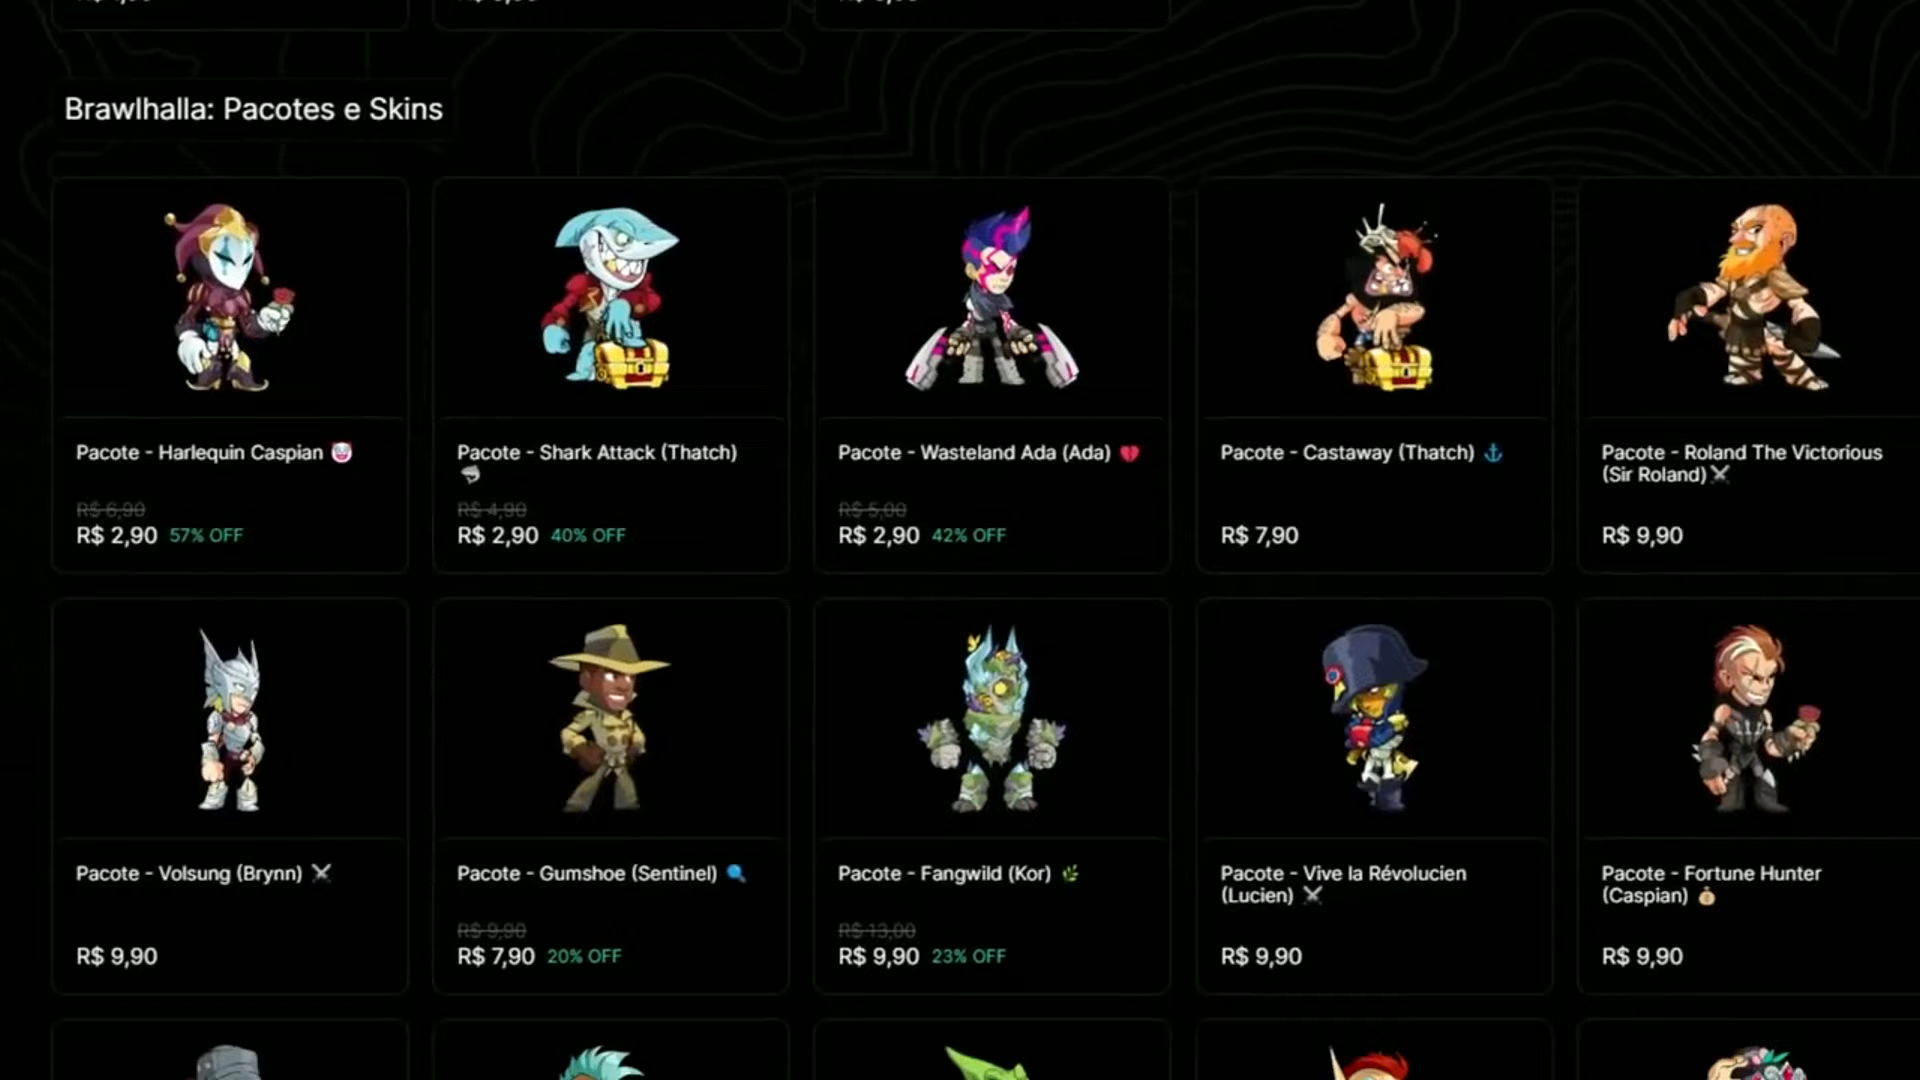 Brawlhalla: Pacotes e Skins
Pacote - Harlequin Caspian 🤡
R$ 6,90
R$ 2,90 57% OFF
Pacote - Shark Attack (Thatch)
🦈
R$ 4,90
R$ 2,90 40% OFF
Pacote - Wasteland Ada (Ada) 💔
R$ 5,00
R$ 2,90 42% OFF
Pacote - Castaway (Thatch) ⚓
R$ 7,90
Pacote - Roland The Victorious
(Sir Roland)⚔
R$ 9,90
Pacote - Volsung (Brynn) ⚔
R$ 9,90
Pacote - Gumshoe (Sentinel) 🔍
R$ 9,90
R$ 7,90 20% OFF
Pacote - Fangwild (Kor) 🌿
R$ 13,00
R$ 9,90 23% OFF
Pacote - Vive la Révolucien
(Lucien) ⚔
R$ 9,90
Pacote - Fortune Hunter
(Caspian) 💰
R$ 9,90